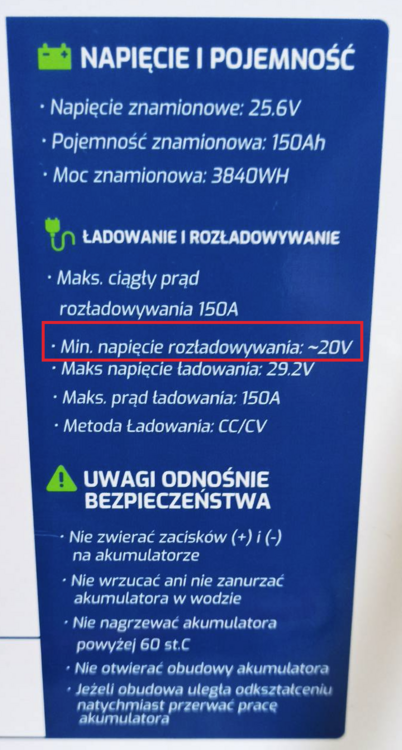 NAPIĘCIE I POJEMNOŚĆ
· Napięcie znamionowe: 25.6V
· Pojemność znamionowa: 150Ah
· Moc znamionowa: 3840WH
ŁADOWANIE I ROZŁADOWYWANIE
· Maks. ciągły prąd
rozładowywania 150A
· Min. napięcie rozładowywania: ~20V
· Maks napięcie ładowania: 29.2V
· Maks. prąd ładowania: 150A
· Metoda Ładowania: CC/CV
UWAGI ODNOŚNIE
BEZPIECZEŃSTWA
· Nie zwierać zacisków (+) i (-)
na akumulatorze
· Nie wrzucać ani nie zanurzać
akumulatora w wodzie
· Nie nagrzewać akumulatora
powyżej 60 st.C
· Nie otwierać obudowy akumulatora
· Jeżeli obudowa uległa odkształceniu
natychmiast przerwać pracę
akumulatora